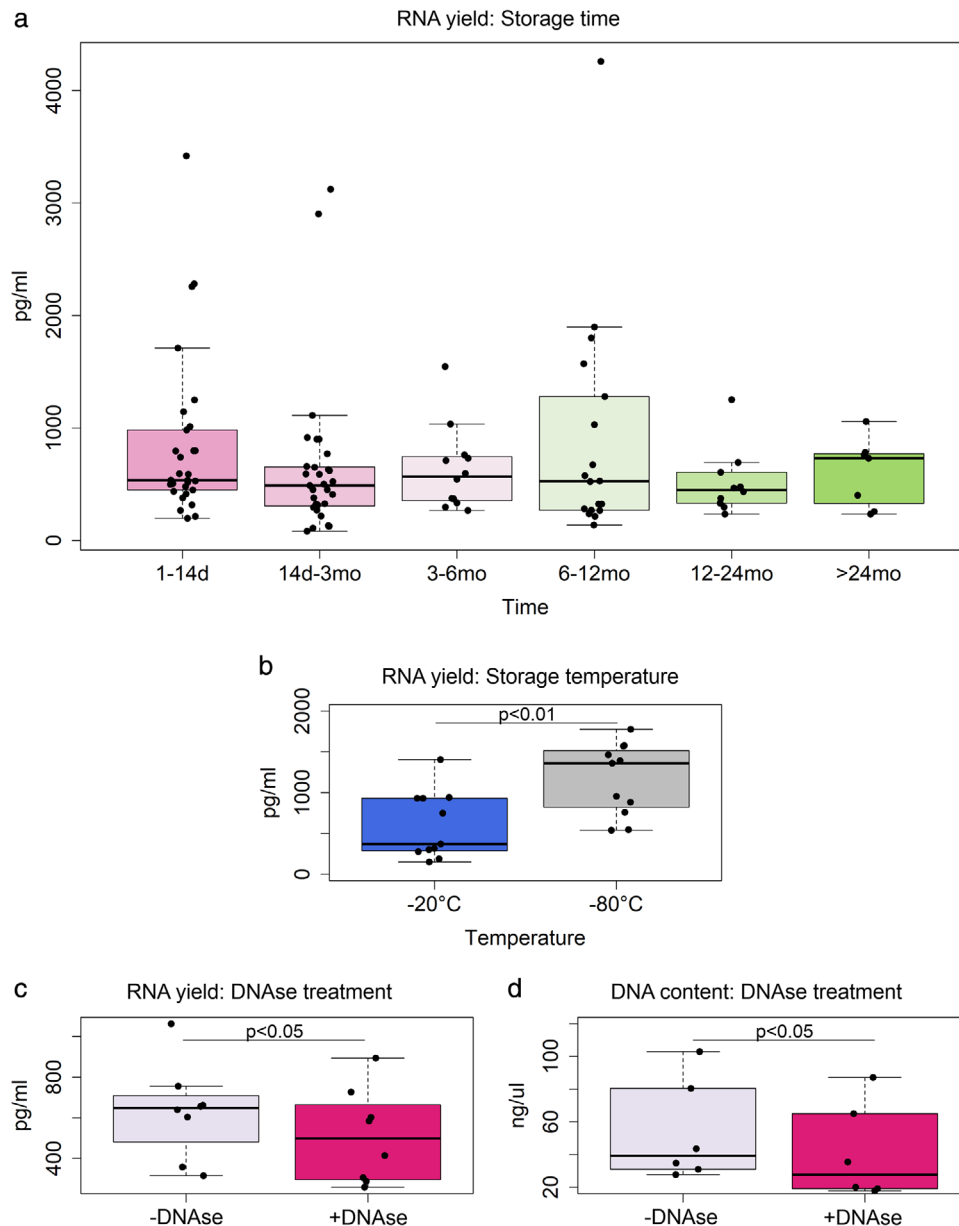 a
RNA yield: Storage time
pg/ml
4000
3000
2000
1000
0
1-14d 14d-3mo 3-6mo 6-12mo 12-24mo >24mo
Time
b
RNA yield: Storage temperature
pg/ml
2000
1000
0
p<0.01
-20°C -80°C
Temperature
c
RNA yield: DNAse treatment
pg/ml
800
400
p<0.05
-DNAse +DNAse
d
DNA content: DNAse treatment
ng/ul
100
60
20
p<0.05
-DNAse +DNAse